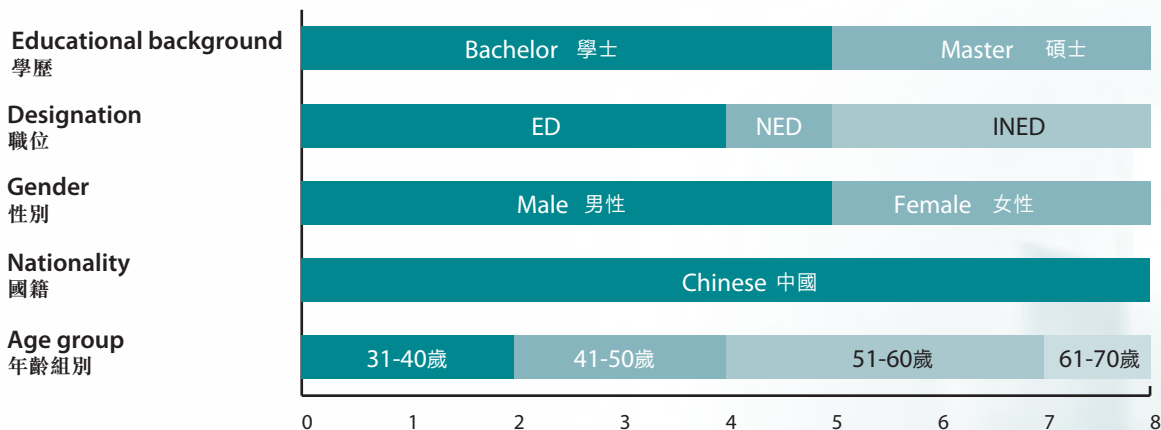 Educational background
學歷
Bachelor 學士
Master 碩士
Designation
職位
ED
NED
INED
Gender
性別
Male 男性
Female 女性
Nationality
國籍
Chinese 中國
Age group
年齡組別
31-40歲
41-50歲
51-60歲
61-70歲
0 1 2 3 4 5 6 7 8